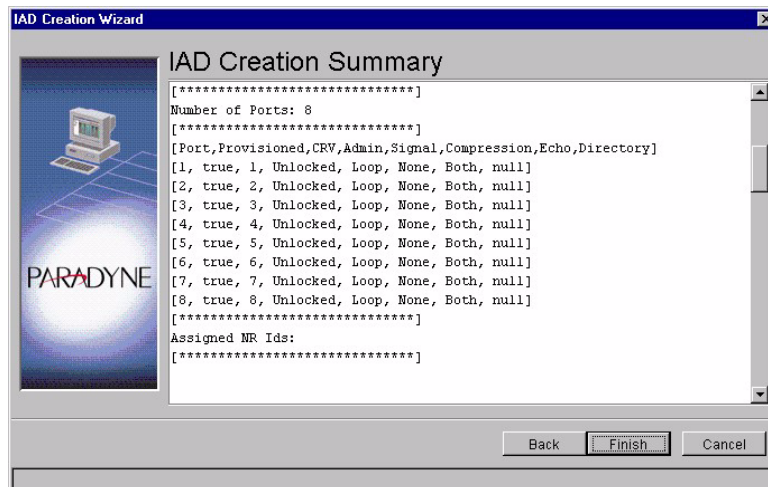 IAD Creation Wizard
IAD Creation Summary
[******************************]
Number of Ports: 8
[******************************]
[Port,Provisioned,CRV,Admin,Signal,Compression,Echo,Directory]
[1, true, 1, Unlocked, Loop, None, Both, null]
[2, true, 2, Unlocked, Loop, None, Both, null]
[3, true, 3, Unlocked, Loop, None, Both, null]
[4, true, 4, Unlocked, Loop, None, Both, null]
[5, true, 5, Unlocked, Loop, None, Both, null]
[6, true, 6, Unlocked, Loop, None, Both, null]
[7, true, 7, Unlocked, Loop, None, Both, null]
[8, true, 8, Unlocked, Loop, None, Both, null]
[******************************]
Assigned NR Ids:
[******************************]
PARADYNE
Back Finish Cancel